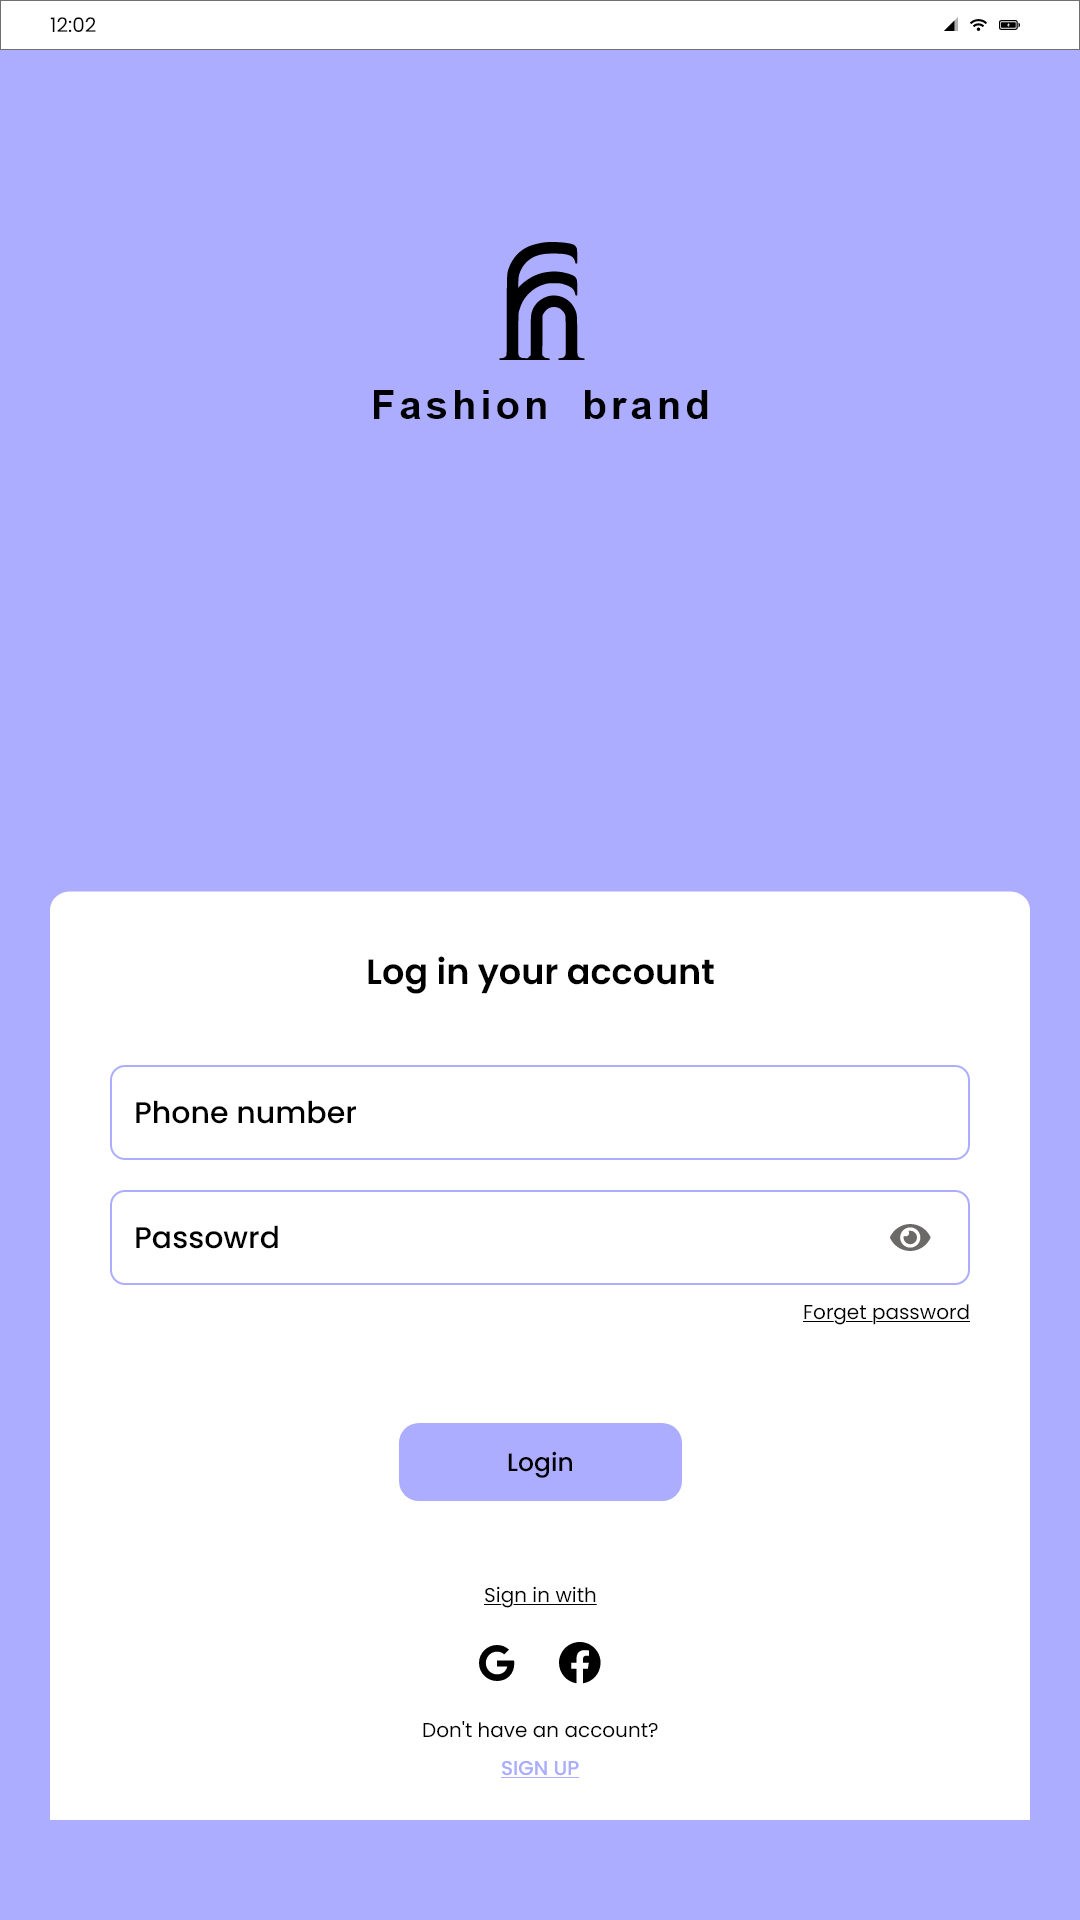 12:02
Fashion brand
Log in your account
Phone number
Passowrd
Forget password
Login
Sign in with
Don't have an account?
SIGN UP